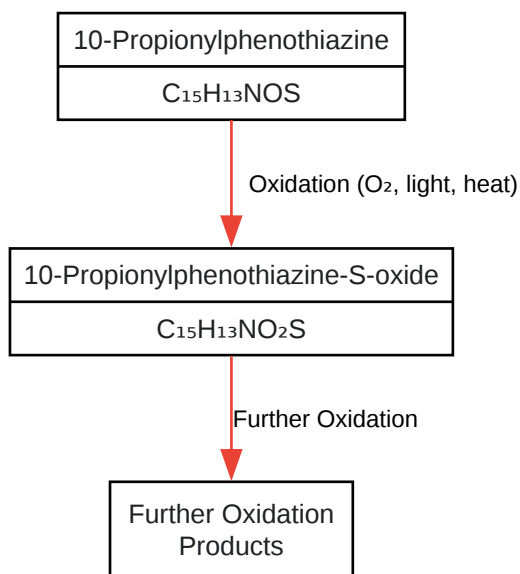 10-Propionylphenothiazine
C₁₅H₁₃NOS
Oxidation (O₂, light, heat)
10-Propionylphenothiazine-S-oxide
C₁₅H₁₃NO₂S
Further Oxidation
Further Oxidation
Products